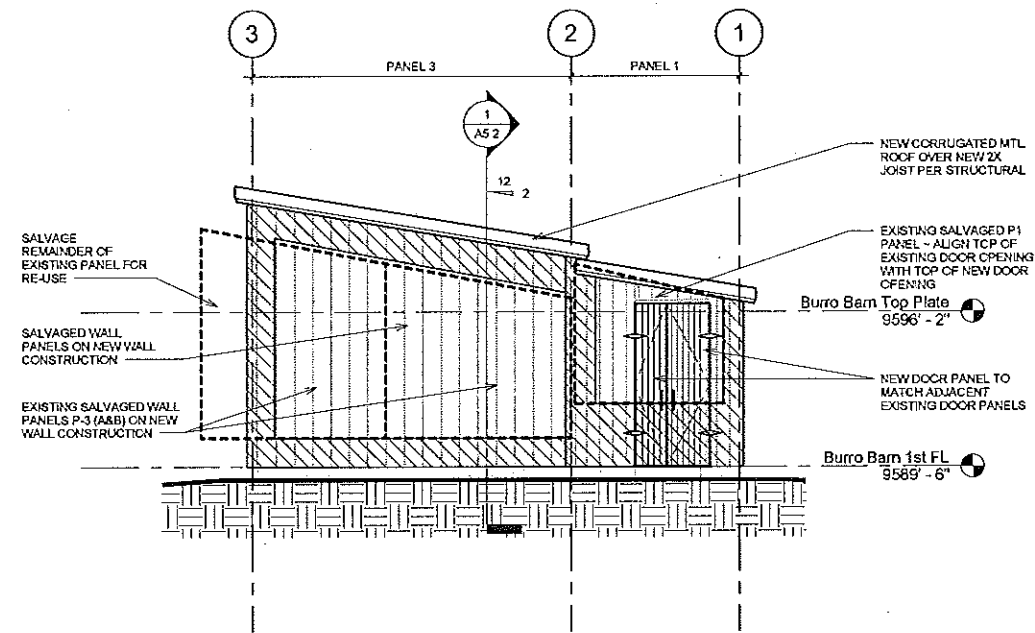 3
2
1
PANEL 3
PANEL 1
1
A5.2
12
2
NEW CORRUGATED MTL
ROOF OVER NEW 2X
JOIST PER STRUCTURAL
SALVAGE
REMAINDER OF
EXISTING PANEL FOR
RE-USE
EXISTING SALVAGED P1
PANEL - ALIGN TOP OF
EXISTING DOOR OPENING
WITH TOP OF NEW DOOR
OPENING
Burro Barn Top Plate
9596' - 2"
SALVAGED WALL
PANELS ON NEW WALL
CONSTRUCTION
NEW DOOR PANEL TO
MATCH ADJACENT
EXISTING DOOR PANELS
EXISTING SALVAGED WALL
PANELS P-3 (A&B) ON NEW
WALL CONSTRUCTION
Burro Barn 1st FL
9589' - 6"